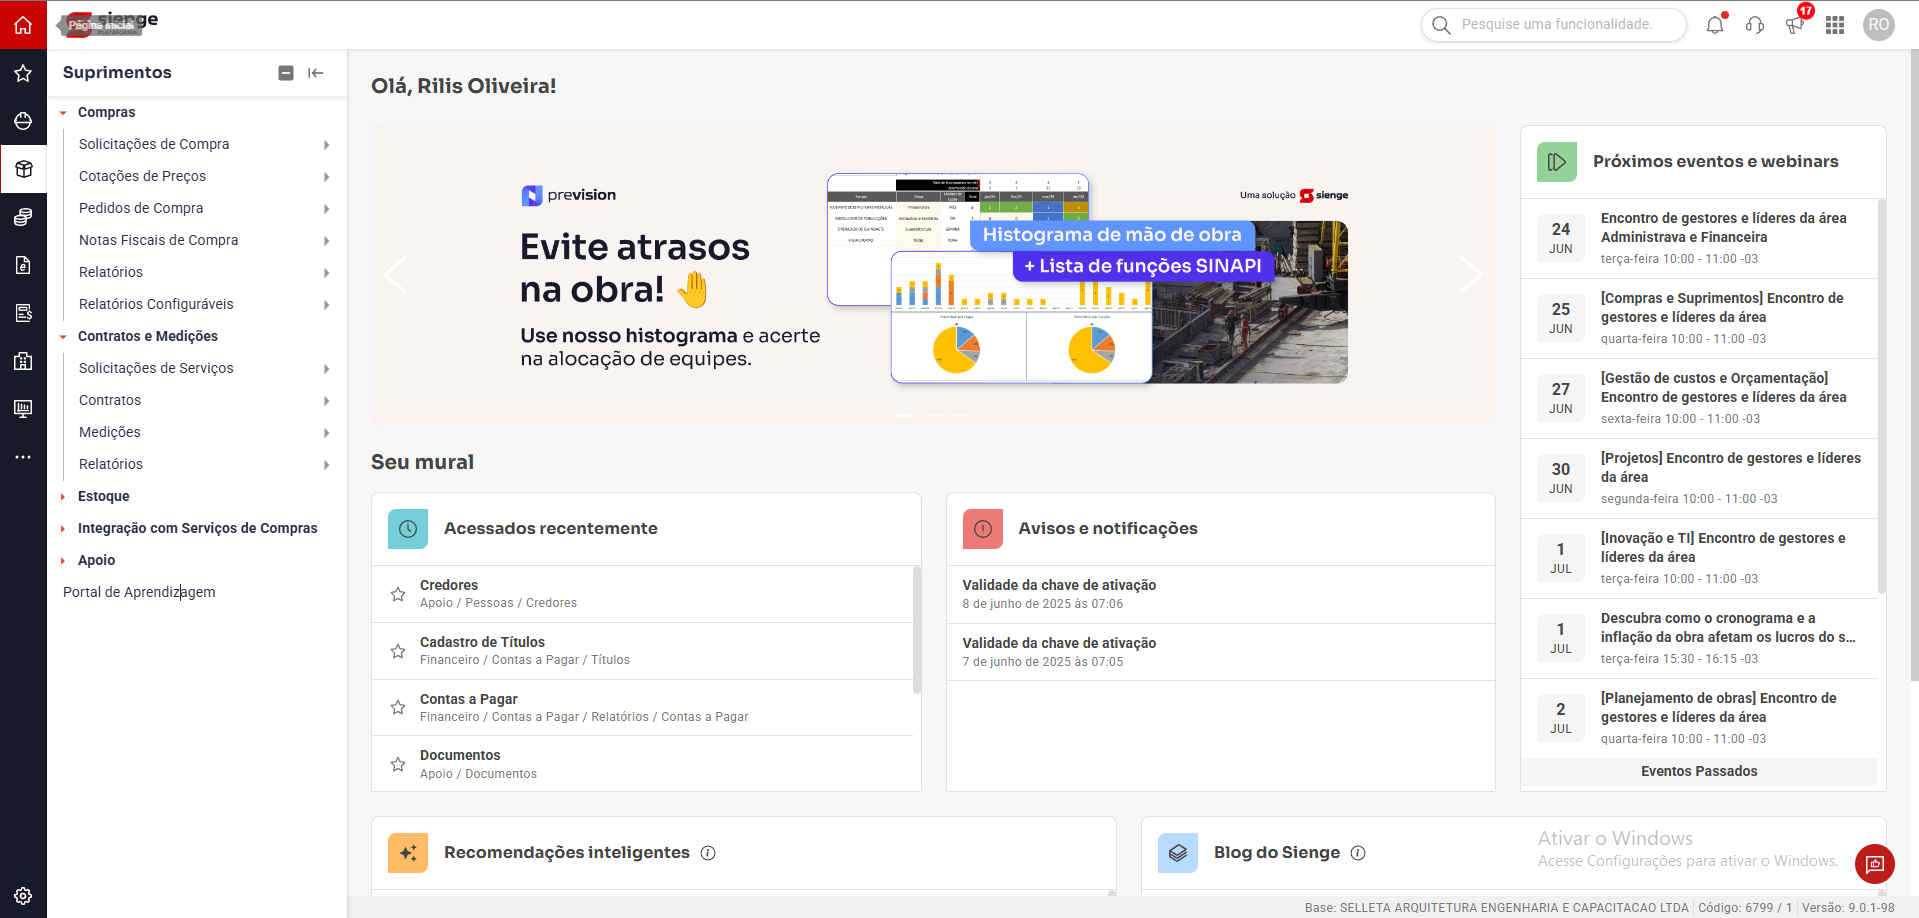 Página inicial
sienge
PLATAFORMA
Pesquise uma funcionalidade.
17
RO
Suprimentos
Compras
Solicitações de Compra
Cotações de Preços
Pedidos de Compra
Notas Fiscais de Compra
Relatórios
Relatórios Configuráveis
Contratos e Medições
Solicitações de Serviços
Contratos
Medições
Relatórios
Estoque
Integração com Serviços de Compras
Apoio
Portal de Aprendizagem
Olá, Rilis Oliveira!
prevision
Evite atrasos
na obra!
Use nosso histograma e acerte
na alocação de equipes.
Histograma de mão de obra
+ Lista de funções SINAPI
Uma solução sienge
Seu mural
Acessados recentemente
Credores
Apoio / Pessoas / Credores
Cadastro de Títulos
Financeiro / Contas a Pagar / Títulos
Contas a Pagar
Financeiro / Contas a Pagar / Relatórios / Contas a Pagar
Documentos
Apoio / Documentos
Avisos e notificações
Validade da chave de ativação
8 de junho de 2025 às 07:06
Validade da chave de ativação
7 de junho de 2025 às 07:05
Próximos eventos e webinars
24
JUN
Encontro de gestores e líderes da área
Administrava e Financeira
terça-feira 10:00 - 11:00 -03
25
JUN
[Compras e Suprimentos] Encontro de
gestores e líderes da área
quarta-feira 10:00 - 11:00 -03
27
JUN
[Gestão de custos e Orçamentação]
Encontro de gestores e líderes da área
sexta-feira 10:00 - 11:00 -03
30
JUN
[Projetos] Encontro de gestores e líderes
da área
segunda-feira 10:00 - 11:00 -03
1
JUL
[Inovação e TI] Encontro de gestores e
líderes da área
terça-feira 10:00 - 11:00 -03
1
JUL
Descubra como o cronograma e a
inflação da obra afetam os lucros do s...
terça-feira 15:30 - 16:15 -03
2
JUL
[Planejamento de obras] Encontro de
gestores e líderes da área
quarta-feira 10:00 - 11:00 -03
Eventos Passados
Recomendações inteligentes
Blog do Sienge
Ativar o Windows
Acesse Configurações para ativar o Windows.
Base: SELLETA ARQUITETURA ENGENHARIA E CAPACITACAO LTDA | Código: 6799 / 1 | Versão: 9.0.1-98